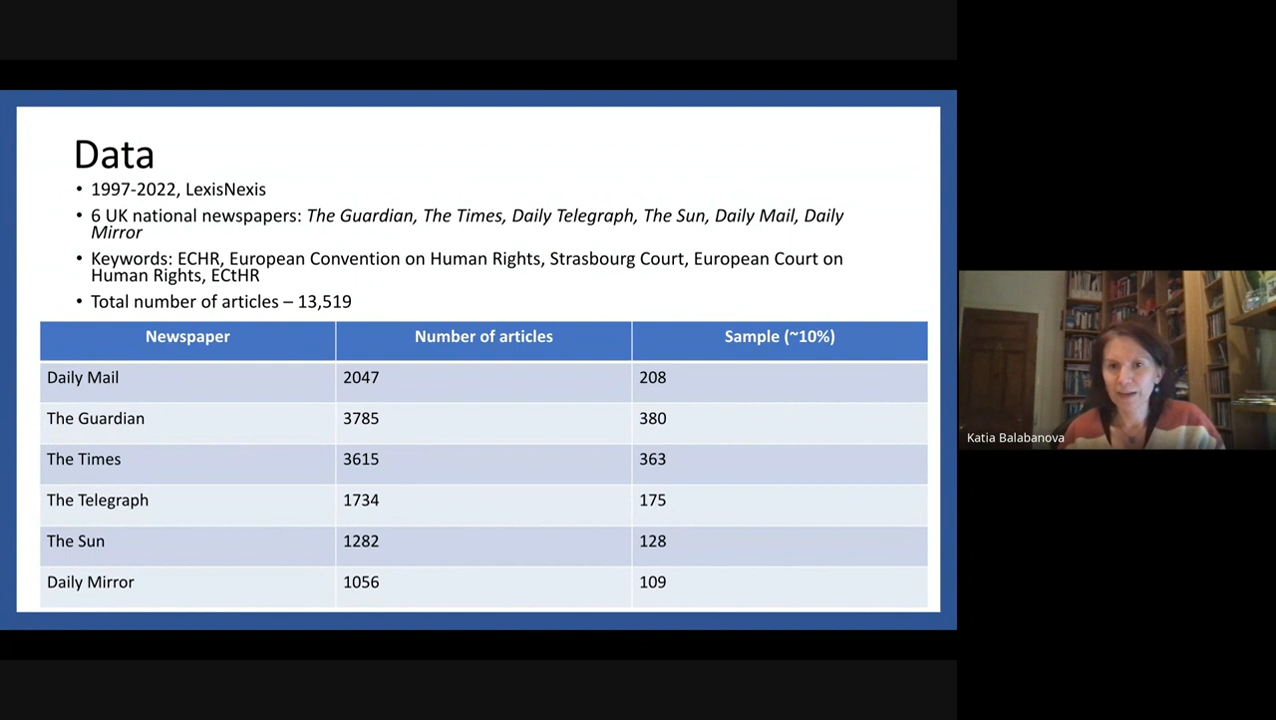 Data
• 1997-2022, LexisNexis
• 6 UK national newspapers: The Guardian, The Times, Daily Telegraph, The Sun, Daily Mail, Daily
Mirror
• Keywords: ECHR, European Convention on Human Rights, Strasbourg Court, European Court on
Human Rights, ECtHR
• Total number of articles – 13,519
Newspaper Number of articles Sample (~10%)
Daily Mail 2047 208
The Guardian 3785 380
The Times 3615 363
The Telegraph 1734 175
The Sun 1282 128
Daily Mirror 1056 109
Katia Balabanova